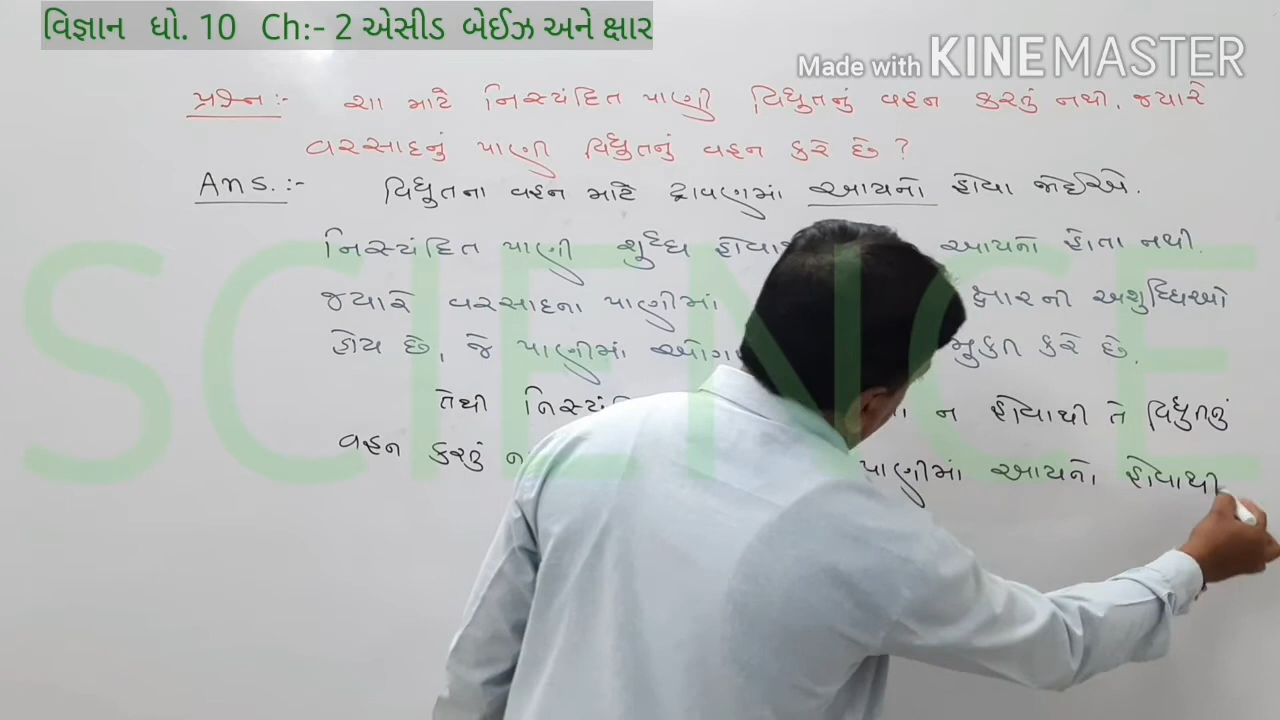 વિજ્ઞાન ધો. 10 Ch:- 2 એસીડ બેઈઝ અને ક્ષાર
Made with KINEMASTER
પ્રશ્ન :- શા માટે નિસ્યંદિત પાણી વિદ્યુતનું વહન કરતું નથી, જ્યારે
વરસાદનું પાણી વિદ્યુતનું વહન કરે છે ?
Ans. :- વિદ્યુતના વહન માટે દ્રાવણમાં આયનો હોવા જોઈએ.
નિસ્યંદિત પાણી શુદ્ધ આયનો હોતા નથી.
જ્યારે વરસાદના પાણીમાં ક્ષારની અશુદ્ધિઓ
હોય છે, જે પાણીમાં મુક્ત કરે છે.
તેથી ન હોવાથી તે વિદ્યુતનું
વહન કરતું પાણીમાં આયનો હોવાથી
SCIENCE